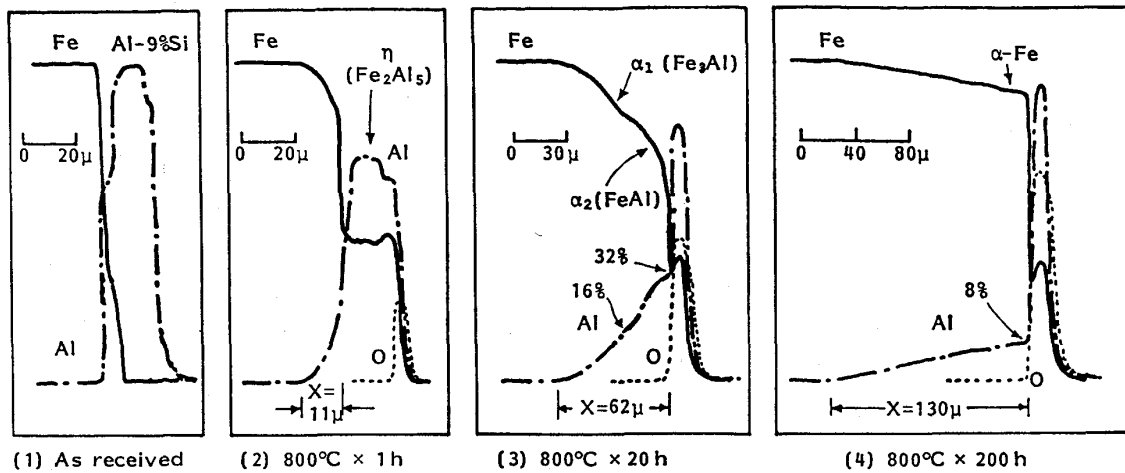 Fe
Al-9%Si
0 20μ
Al
(1) As received
Fe
η
(Fe₂Al₅)
0 20μ
Al
O
X=
11μ
(2) 800°C × 1h
Fe
α₁ (Fe₃Al)
0 30μ
α₂(FeAl)
32%
16%
Al
O
X=62μ
(3) 800°C × 20h
Fe
α-Fe
0 40 80μ
8%
Al
O
X=130μ
(4) 800°C × 200h